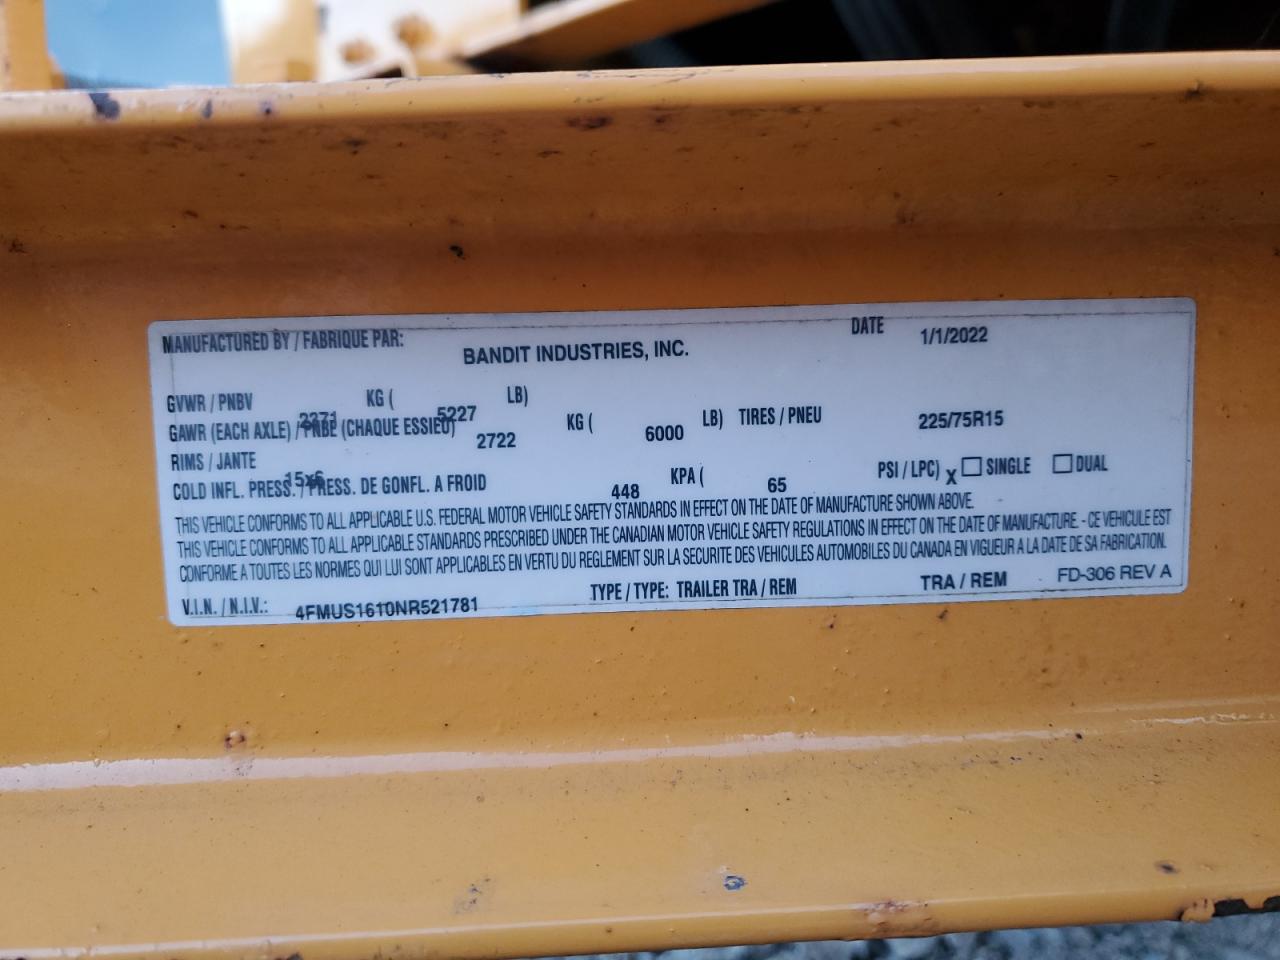 MANUFACTURED BY / FABRIQUE PAR: BANDIT INDUSTRIES, INC. DATE 1/1/2022
GVWR / PNBV 2371 KG ( 5227 LB)
GAWR (EACH AXLE) / PNBE (CHAQUE ESSIEU) 2722 KG ( 6000 LB) TIRES / PNEU 225/75R15
RIMS / JANTE 15x6
COLD INFL. PRESS. / PRESS. DE GONFL. A FROID 448 KPA ( 65 PSI / LPC) X SINGLE DUAL
THIS VEHICLE CONFORMS TO ALL APPLICABLE U.S. FEDERAL MOTOR VEHICLE SAFETY STANDARDS IN EFFECT ON THE DATE OF MANUFACTURE SHOWN ABOVE.
THIS VEHICLE CONFORMS TO ALL APPLICABLE STANDARDS PRESCRIBED UNDER THE CANADIAN MOTOR VEHICLE SAFETY REGULATIONS IN EFFECT ON THE DATE OF MANUFACTURE. - CE VEHICULE EST
CONFORME A TOUTES LES NORMES QUI LUI SONT APPLICABLES EN VERTU DU REGLEMENT SUR LA SECURITE DES VEHICULES AUTOMOBILES DU CANADA EN VIGUEUR A LA DATE DE SA FABRICATION.
V.I.N. / N.I.V.: 4FMUS1610NR521781 TYPE / TYPE: TRAILER TRA / REM TRA / REM FD-306 REV A